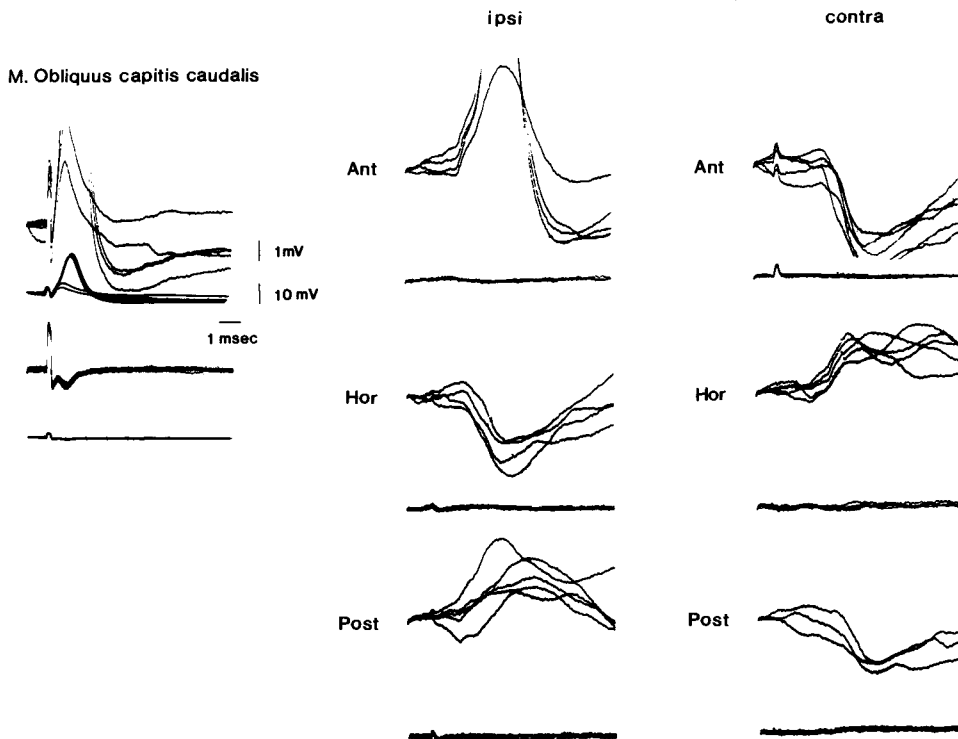 ipsi
contra
M. Obliquus capitis caudalis
Ant
Ant
1mV
10 mV
1 msec
Hor
Hor
Post
Post